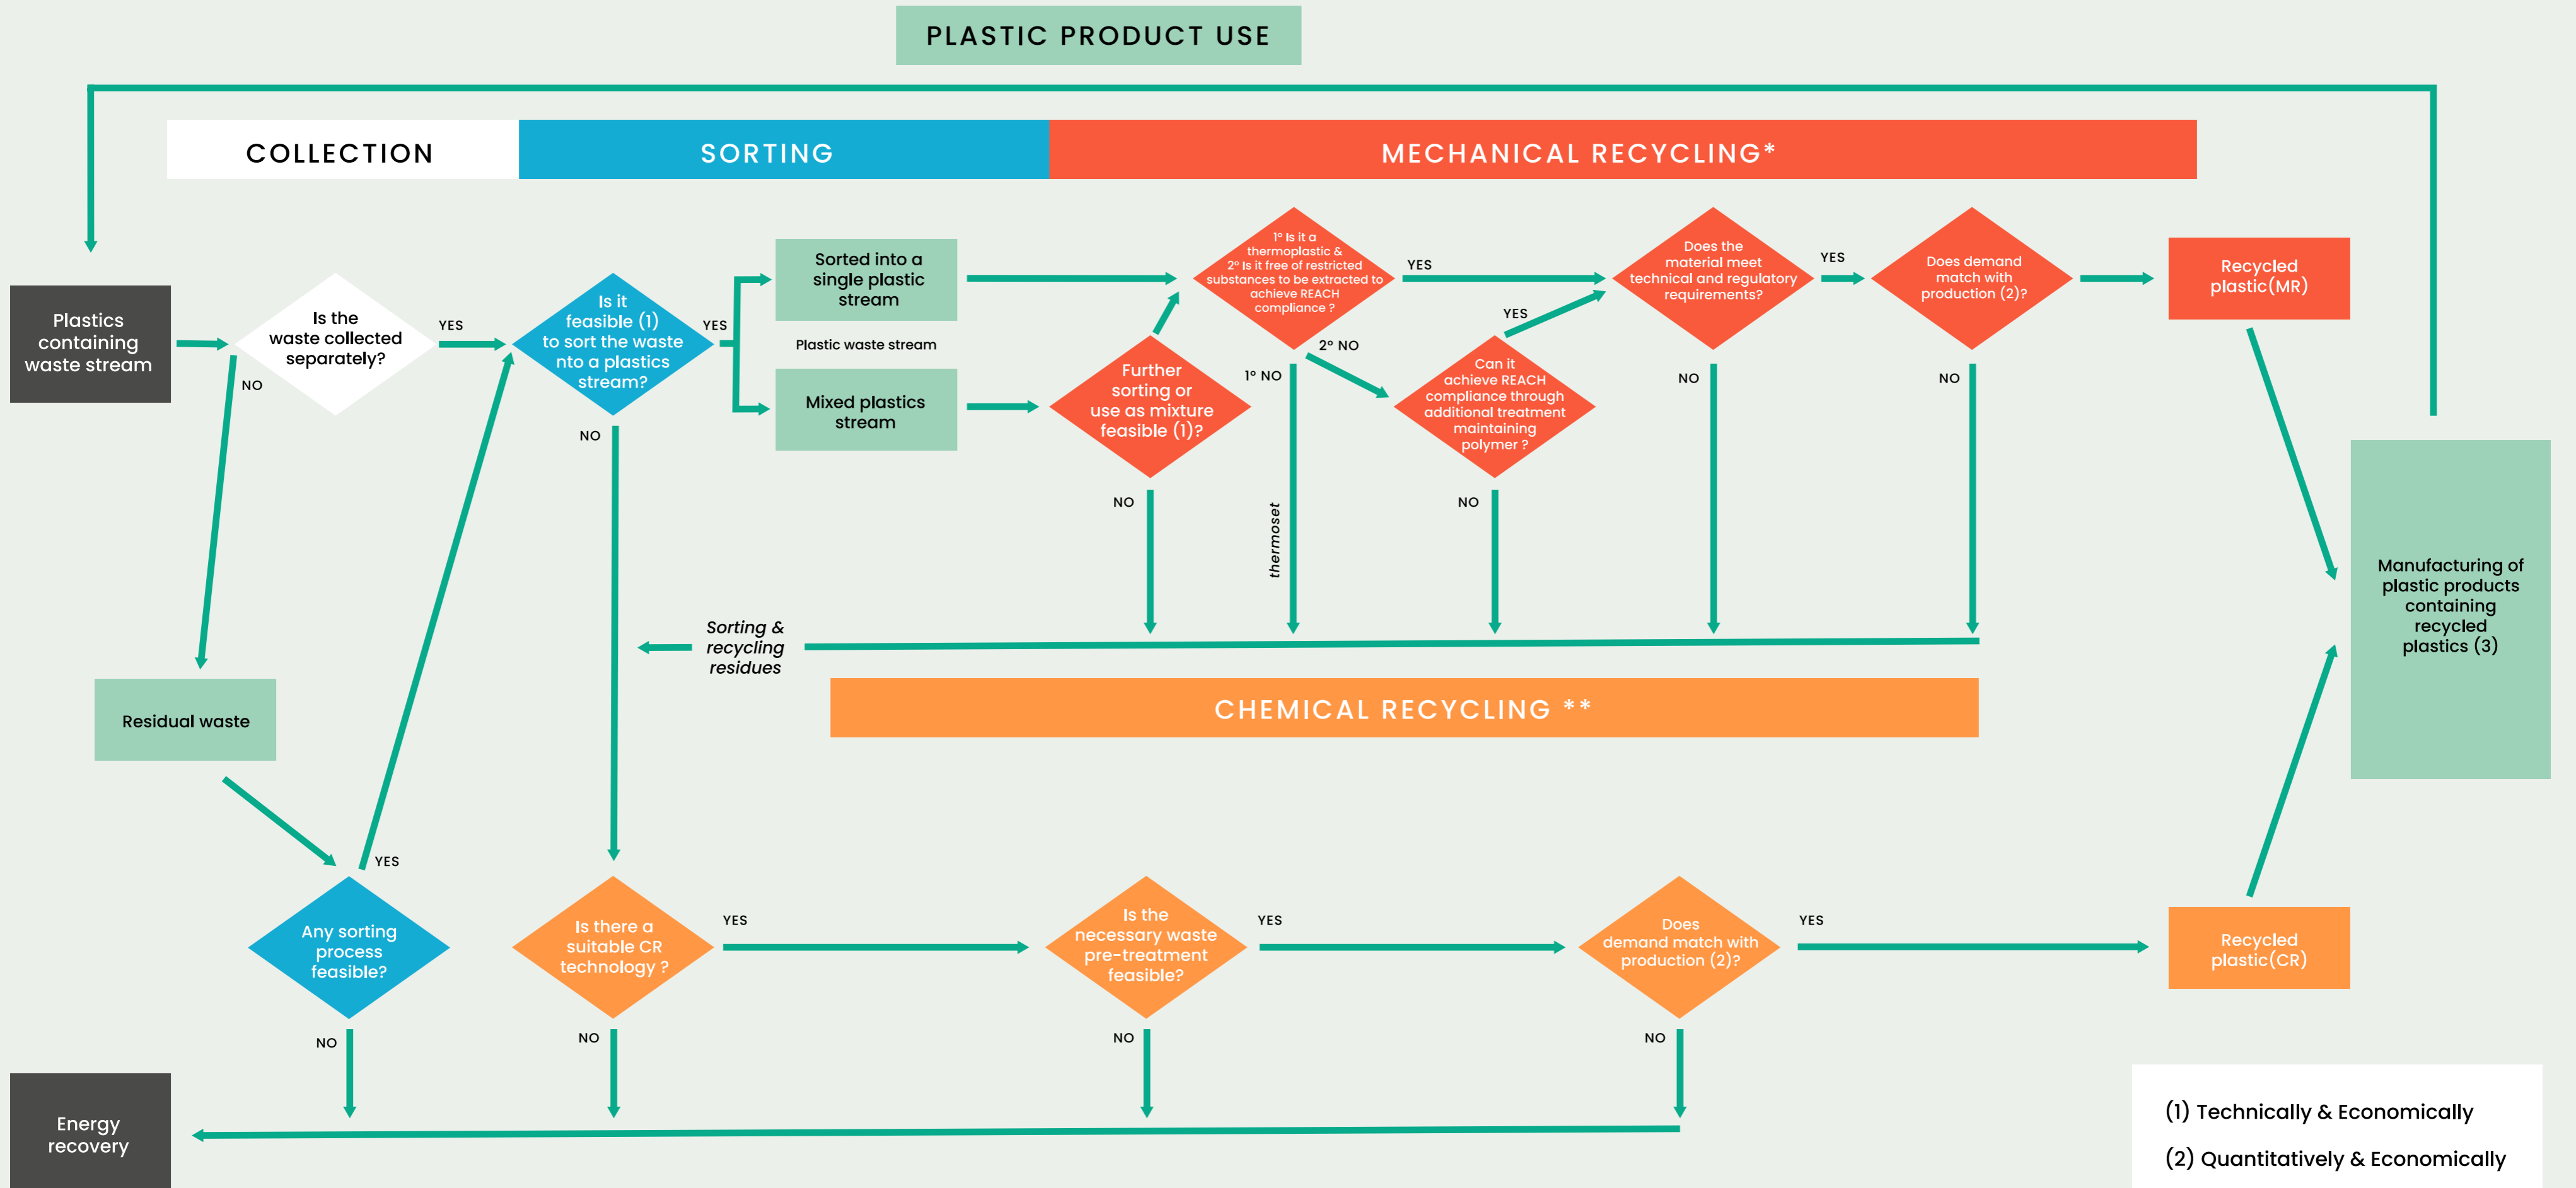 PLASTIC PRODUCT USE
COLLECTION
SORTING
MECHANICAL RECYCLING*
Plastics
containing
waste stream
Is the
waste collected
separately?
YES
NO
Is it
feasible (1)
to sort the waste
nto a plastics
stream?
YES
NO
Sorted into a
single plastic
stream
Plastic waste stream
Mixed plastics
stream
Further
sorting or
use as mixture
feasible (1)?
NO
1º Is it a
thermoplastic &
2º Is it free of restricted
substances to be extracted to
achieve REACH
compliance ?
YES
1º NO
2º NO
thermoset
Can it
achieve REACH
compliance through
additional treatment
maintaining
polymer ?
YES
NO
Does the
material meet
technical and regulatory
requirements?
YES
NO
Does demand
match with
production (2)?
NO
Recycled
plastic(MR)
Manufacturing of
plastic products
containing
recycled
plastics (3)
Sorting &
recycling
residues
CHEMICAL RECYCLING **
Residual waste
YES
Any sorting
process
feasible?
NO
Is there a
suitable CR
technology ?
YES
NO
Is the
necessary waste
pre-treatment
feasible?
YES
NO
Does
demand match with
production (2)?
YES
NO
Recycled
plastic(CR)
Energy
recovery
(1) Technically & Economically
(2) Quantitatively & Economically